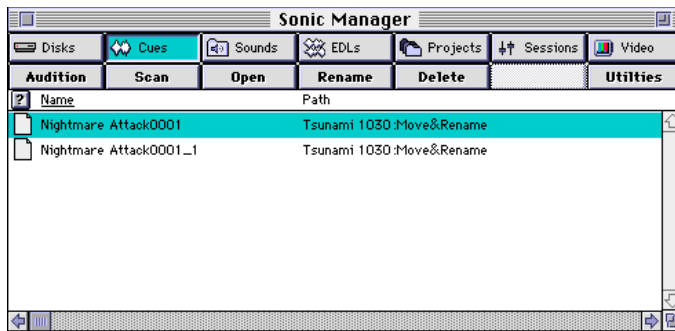 Sonic Manager
Disks Cues Sounds EDLs Projects Sessions Video
Audition Scan Open Rename Delete Utilties
? Name Path
Nightmare Attack0001 Tsunami 1030:Move&Rename
Nightmare Attack0001_1 Tsunami 1030:Move&Rename